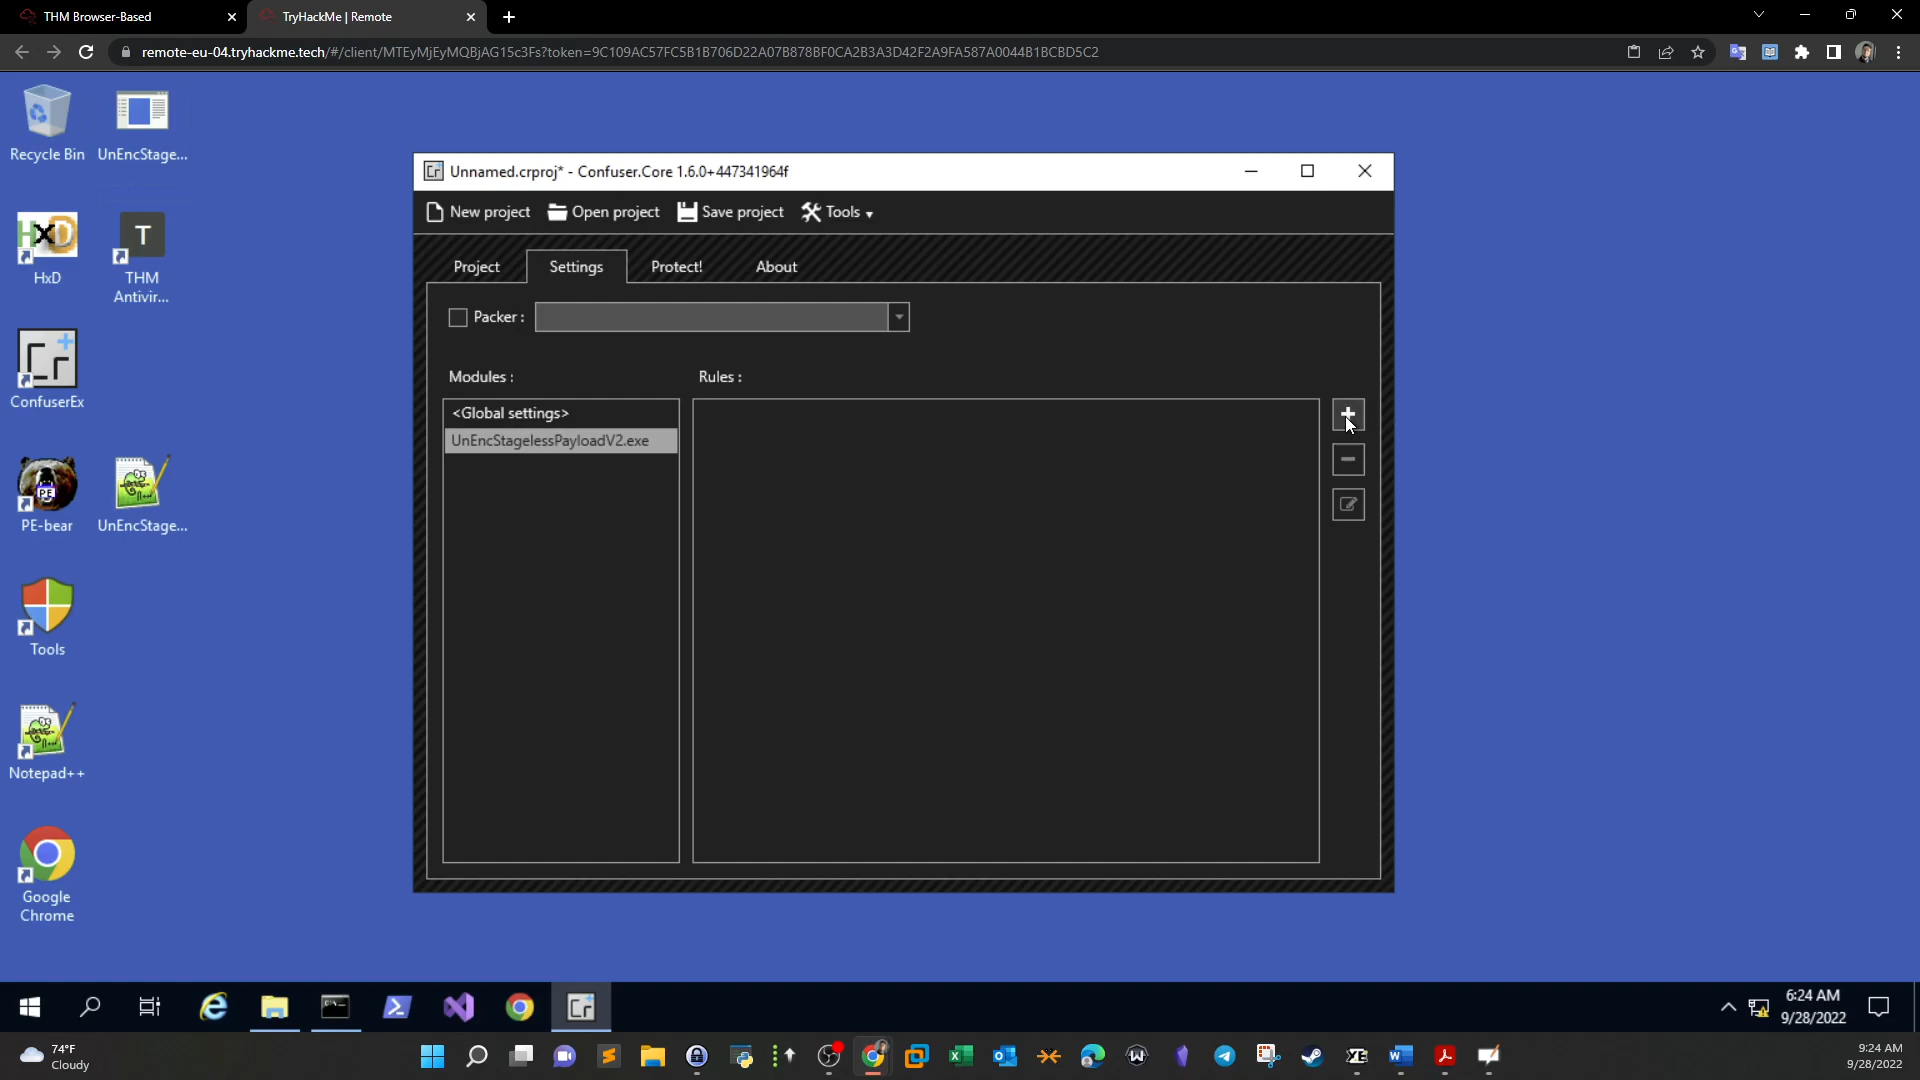 THM Browser-Based
TryHackMe | Remote
remote-eu-04.tryhackme.tech/#/client/MTEyMjEyMQBjAG15c3Fs?token=9C109AC57FC5B1B706D22A07B878BF0CA2B3A3D42F2A9FA587A0044B1BCBD5C2
Recycle Bin
UnEncStage...
HxD
HxD
T
THM
Antivir...
ConfuserEx
PE
PE-bear
UnEncStage...
Tools
Notepad++
Google
Chrome
Unnamed.crproj* - Confuser.Core 1.6.0+447341964f
New project
Open project
Save project
Tools
Project
Settings
Protect!
About
Packer :
Modules :
Rules :
<Global settings>
UnEncStagelessPayloadV2.exe
6:24 AM
9/28/2022
74°F
Cloudy
9:24 AM
9/28/2022